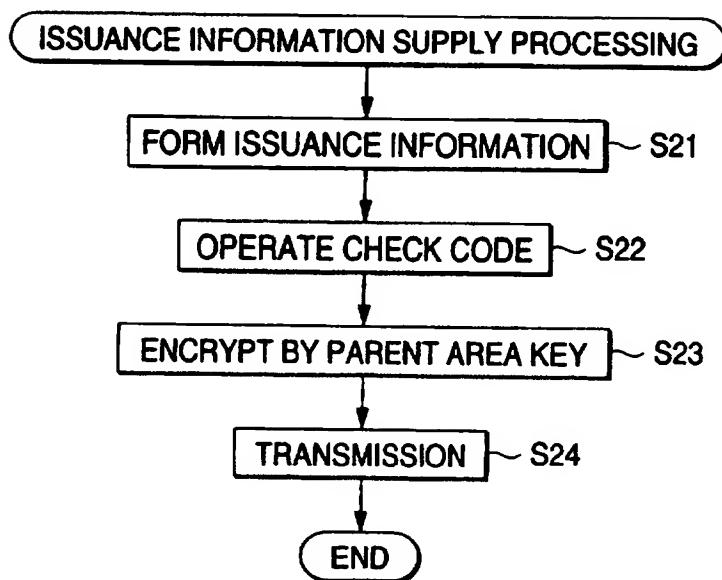 ISSUANCE INFORMATION SUPPLY PROCESSING
FORM ISSUANCE INFORMATION S21
OPERATE CHECK CODE S22
ENCRYPT BY PARENT AREA KEY S23
TRANSMISSION S24
END